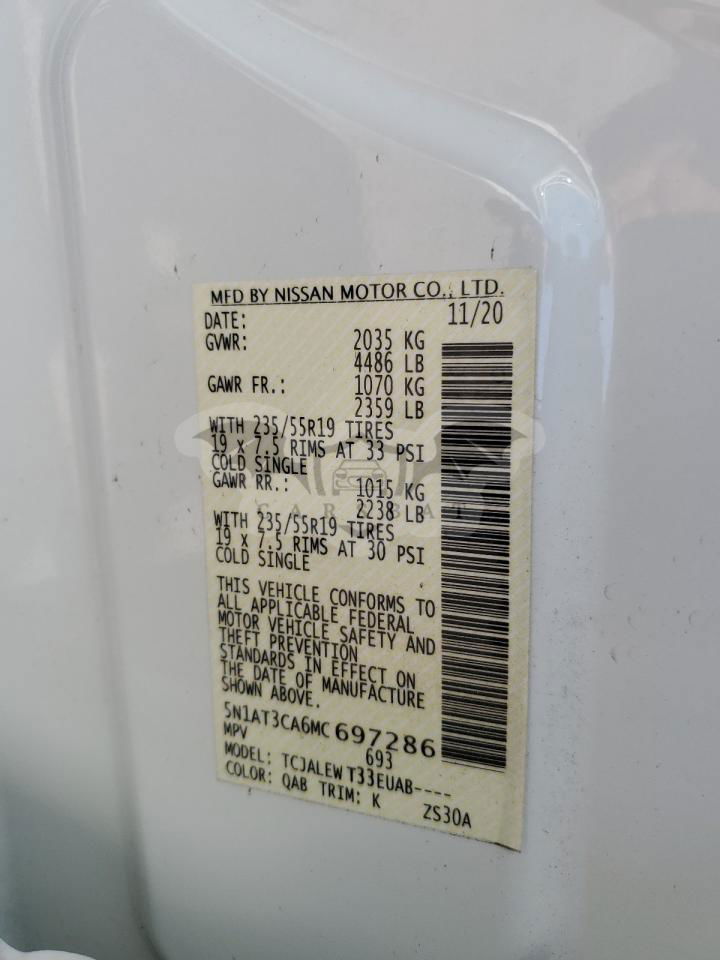 MFD BY NISSAN MOTOR CO., LTD.
DATE: 11/20
GVWR: 2035 KG
4486 LB
GAWR FR.: 1070 KG
2359 LB
WITH 235/55R19 TIRES
19 x 7.5 RIMS AT 33 PSI
COLD SINGLE
GAWR RR.: 1015 KG
2238 LB
WITH 235/55R19 TIRES
19 x 7.5 RIMS AT 30 PSI
COLD SINGLE
THIS VEHICLE CONFORMS TO
ALL APPLICABLE FEDERAL
MOTOR VEHICLE SAFETY AND
THEFT PREVENTION
STANDARDS IN EFFECT ON
THE DATE OF MANUFACTURE
SHOWN ABOVE.
5N1AT3CA6MC697286
MPV 693
MODEL: TCJALEW T33EUAB----
COLOR: QAB TRIM: K ZS30A
CAR4BAT